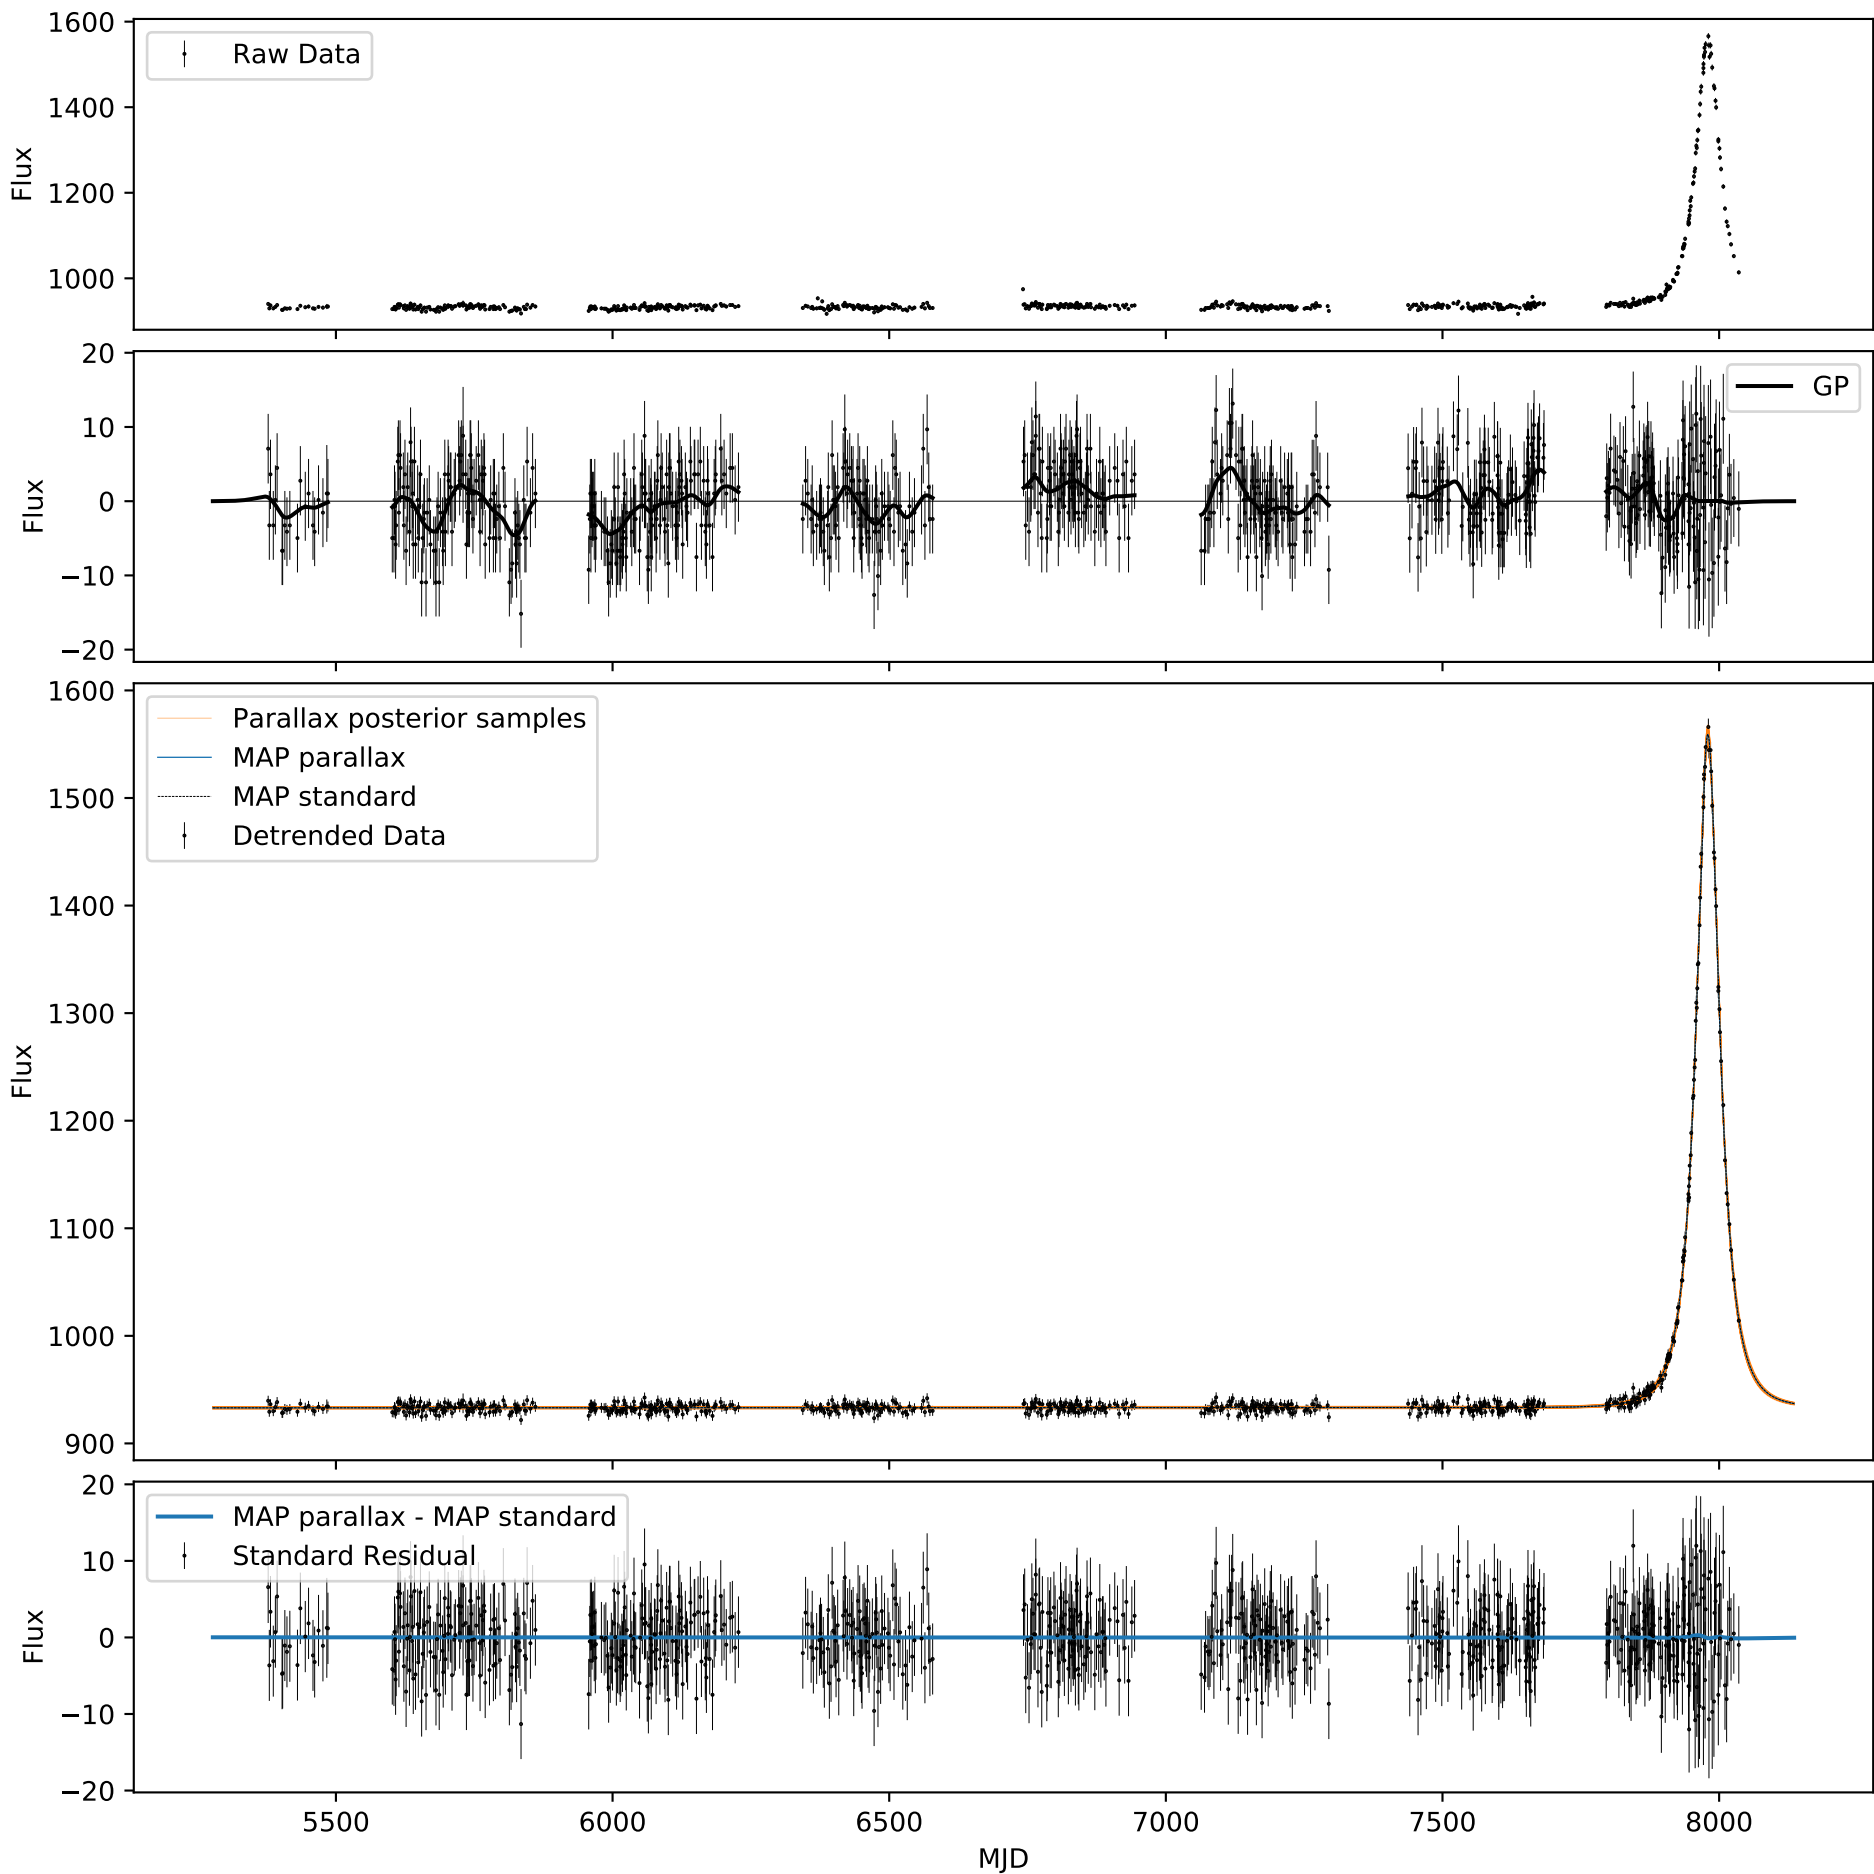 1600
1400
1200
1000
Flux
Raw Data
20
10
0
−10
−20
Flux
GP
1600
1500
1400
1300
1200
1100
1000
900
Flux
Parallax posterior samples
MAP parallax
MAP standard
Detrended Data
20
10
0
−10
−20
Flux
MAP parallax - MAP standard
Standard Residual
5500 6000 6500 7000 7500 8000
MJD